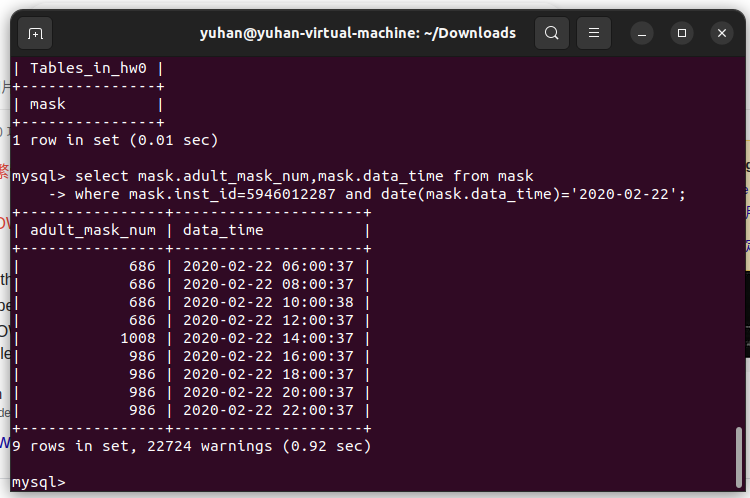 yuhan@yuhan-virtual-machine: ~/Downloads
| Tables_in_hw0 |
+---------------+
| mask          |
+---------------+
1 row in set (0.01 sec)
mysql> select mask.adult_mask_num,mask.data_time from mask
    -> where mask.inst_id=5946012287 and date(mask.data_time)='2020-02-22';
+----------------+---------------------+
| adult_mask_num | data_time           |
+----------------+---------------------+
|            686 | 2020-02-22 06:00:37 |
|            686 | 2020-02-22 08:00:37 |
|            686 | 2020-02-22 10:00:38 |
|            686 | 2020-02-22 12:00:37 |
|           1008 | 2020-02-22 14:00:37 |
|            986 | 2020-02-22 16:00:37 |
|            986 | 2020-02-22 18:00:37 |
|            986 | 2020-02-22 20:00:37 |
|            986 | 2020-02-22 22:00:37 |
+----------------+---------------------+
9 rows in set, 22724 warnings (0.92 sec)
mysql>